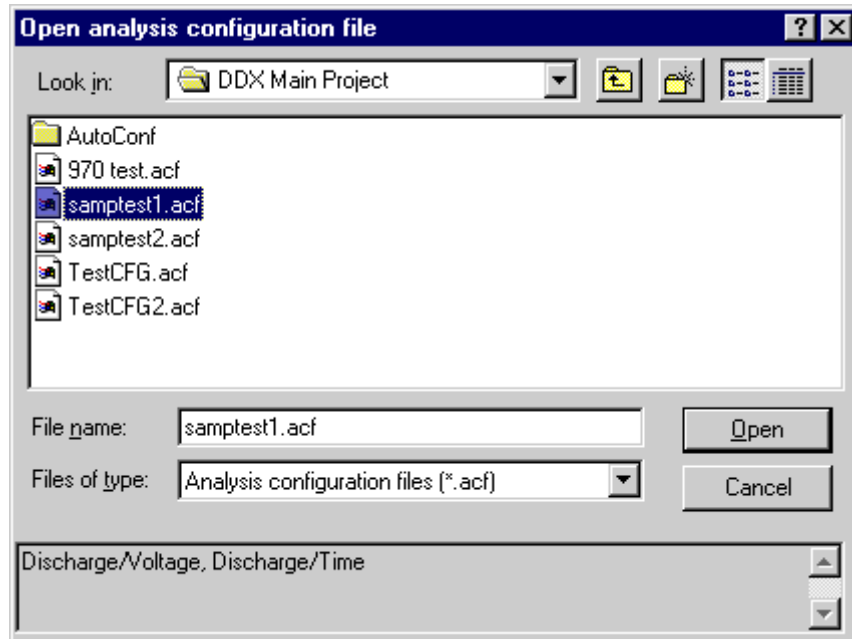 Open analysis configuration file
Look in: DDX Main Project
AutoConf
970 test.acf
samptest1.acf
samptest2.acf
TestCFG.acf
TestCFG2.acf
File name: samptest1.acf Open
Files of type: Analysis configuration files (*.acf) Cancel
Discharge/Voltage, Discharge/Time